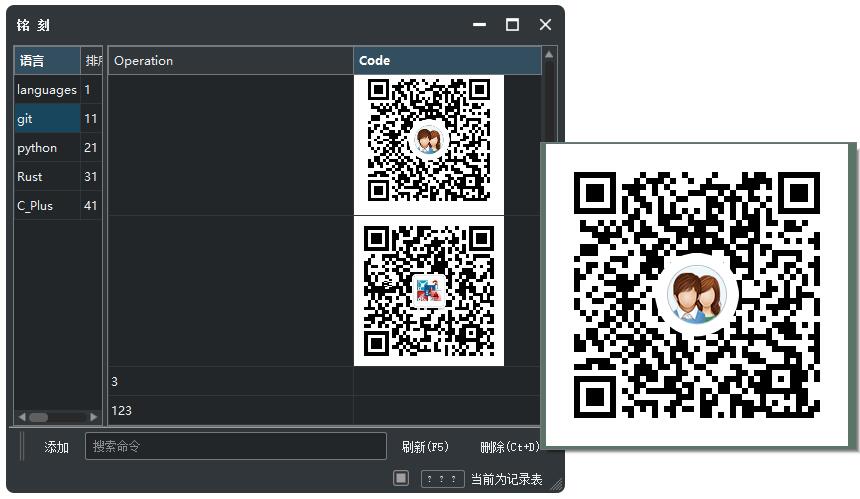 铭 刻
语言 排序 Operation Code
languages 1
git 11
python 21
Rust 31
C_Plus 41
3
123
添加 搜索命令 刷新(F5) 删除(Ct+D)
? ? ? 当前为记录表